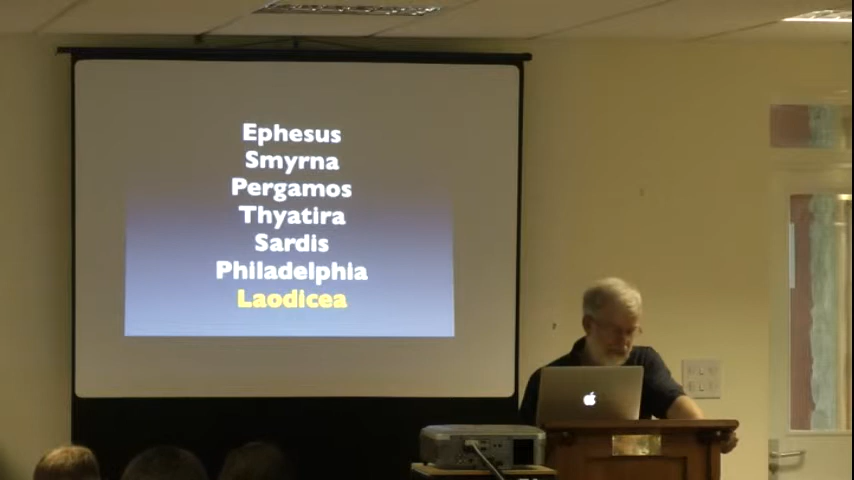 Ephesus
Smyrna
Pergamos
Thyatira
Sardis
Philadelphia
Laodicea